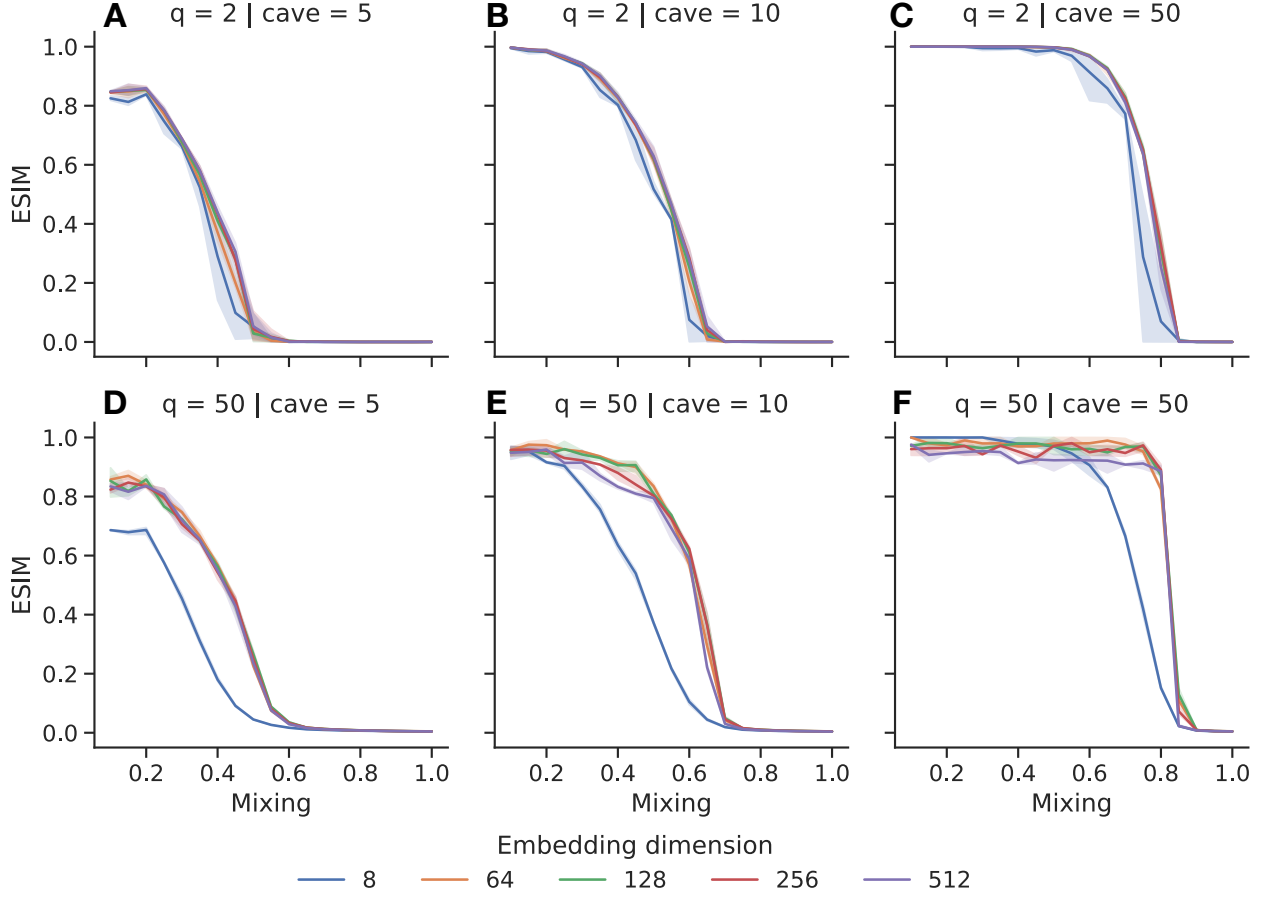 A q = 2 | cave = 5
B q = 2 | cave = 10
C q = 2 | cave = 50
ESIM
1.0
0.8
0.6
0.4
0.2
0.0
D q = 50 | cave = 5
E q = 50 | cave = 10
F q = 50 | cave = 50
ESIM
1.0
0.8
0.6
0.4
0.2
0.0
0.2 0.4 0.6 0.8 1.0
0.2 0.4 0.6 0.8 1.0
0.2 0.4 0.6 0.8 1.0
Mixing
Mixing
Mixing
Embedding dimension
8 64 128 256 512